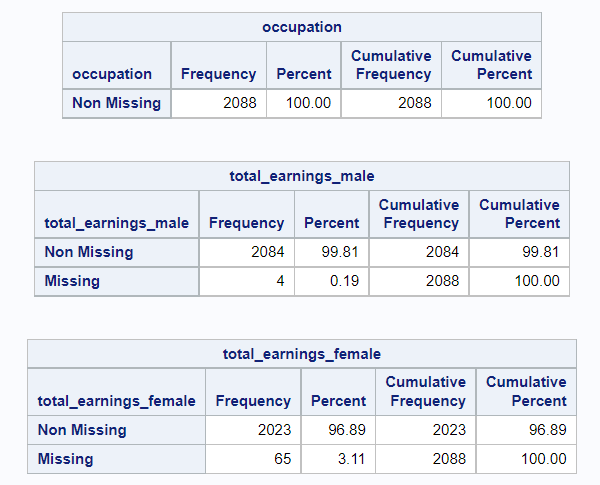 occupation
occupation Frequency Percent Cumulative Frequency Cumulative Percent
Non Missing 2088 100.00 2088 100.00
total_earnings_male
total_earnings_male Frequency Percent Cumulative Frequency Cumulative Percent
Non Missing 2084 99.81 2084 99.81
Missing 4 0.19 2088 100.00
total_earnings_female
total_earnings_female Frequency Percent Cumulative Frequency Cumulative Percent
Non Missing 2023 96.89 2023 96.89
Missing 65 3.11 2088 100.00